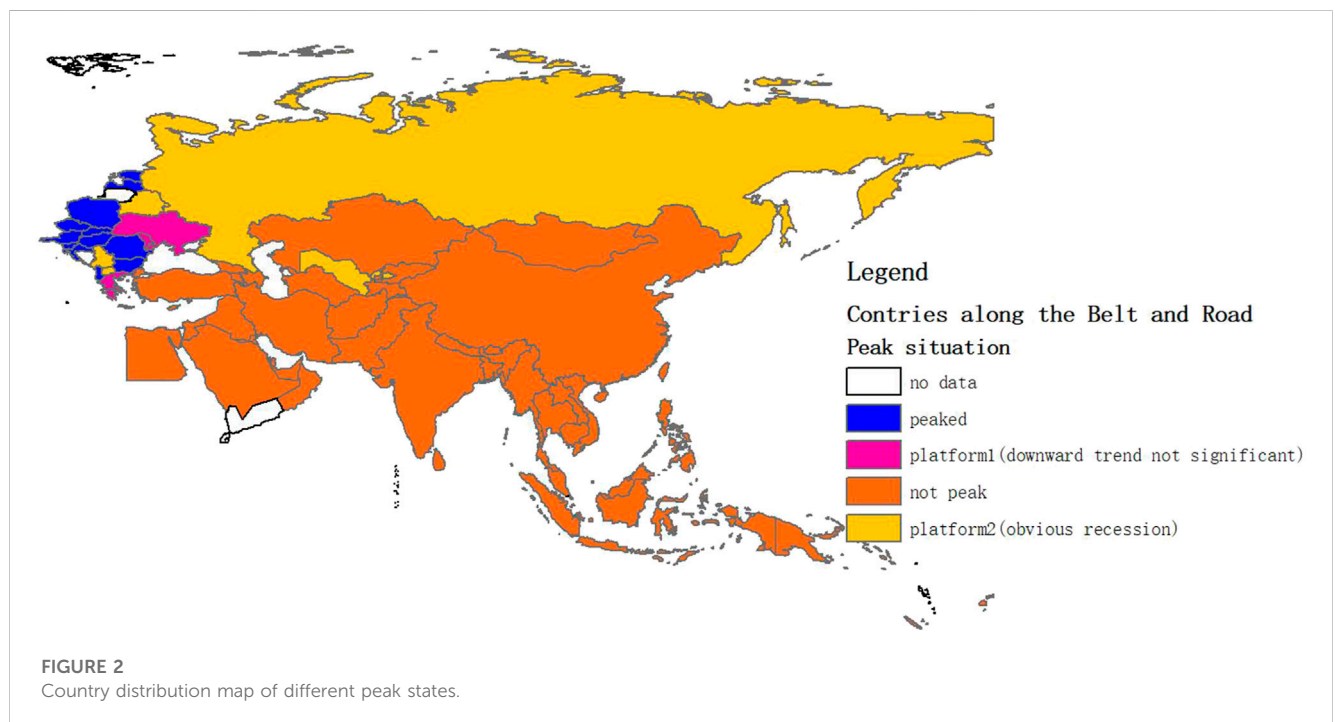 Legend
Contries along the Belt and Road
Peak situation
no data
peaked
platform1(downward trend not significant)
not peak
platform2(obvious recession)
FIGURE 2
Country distribution map of different peak states.